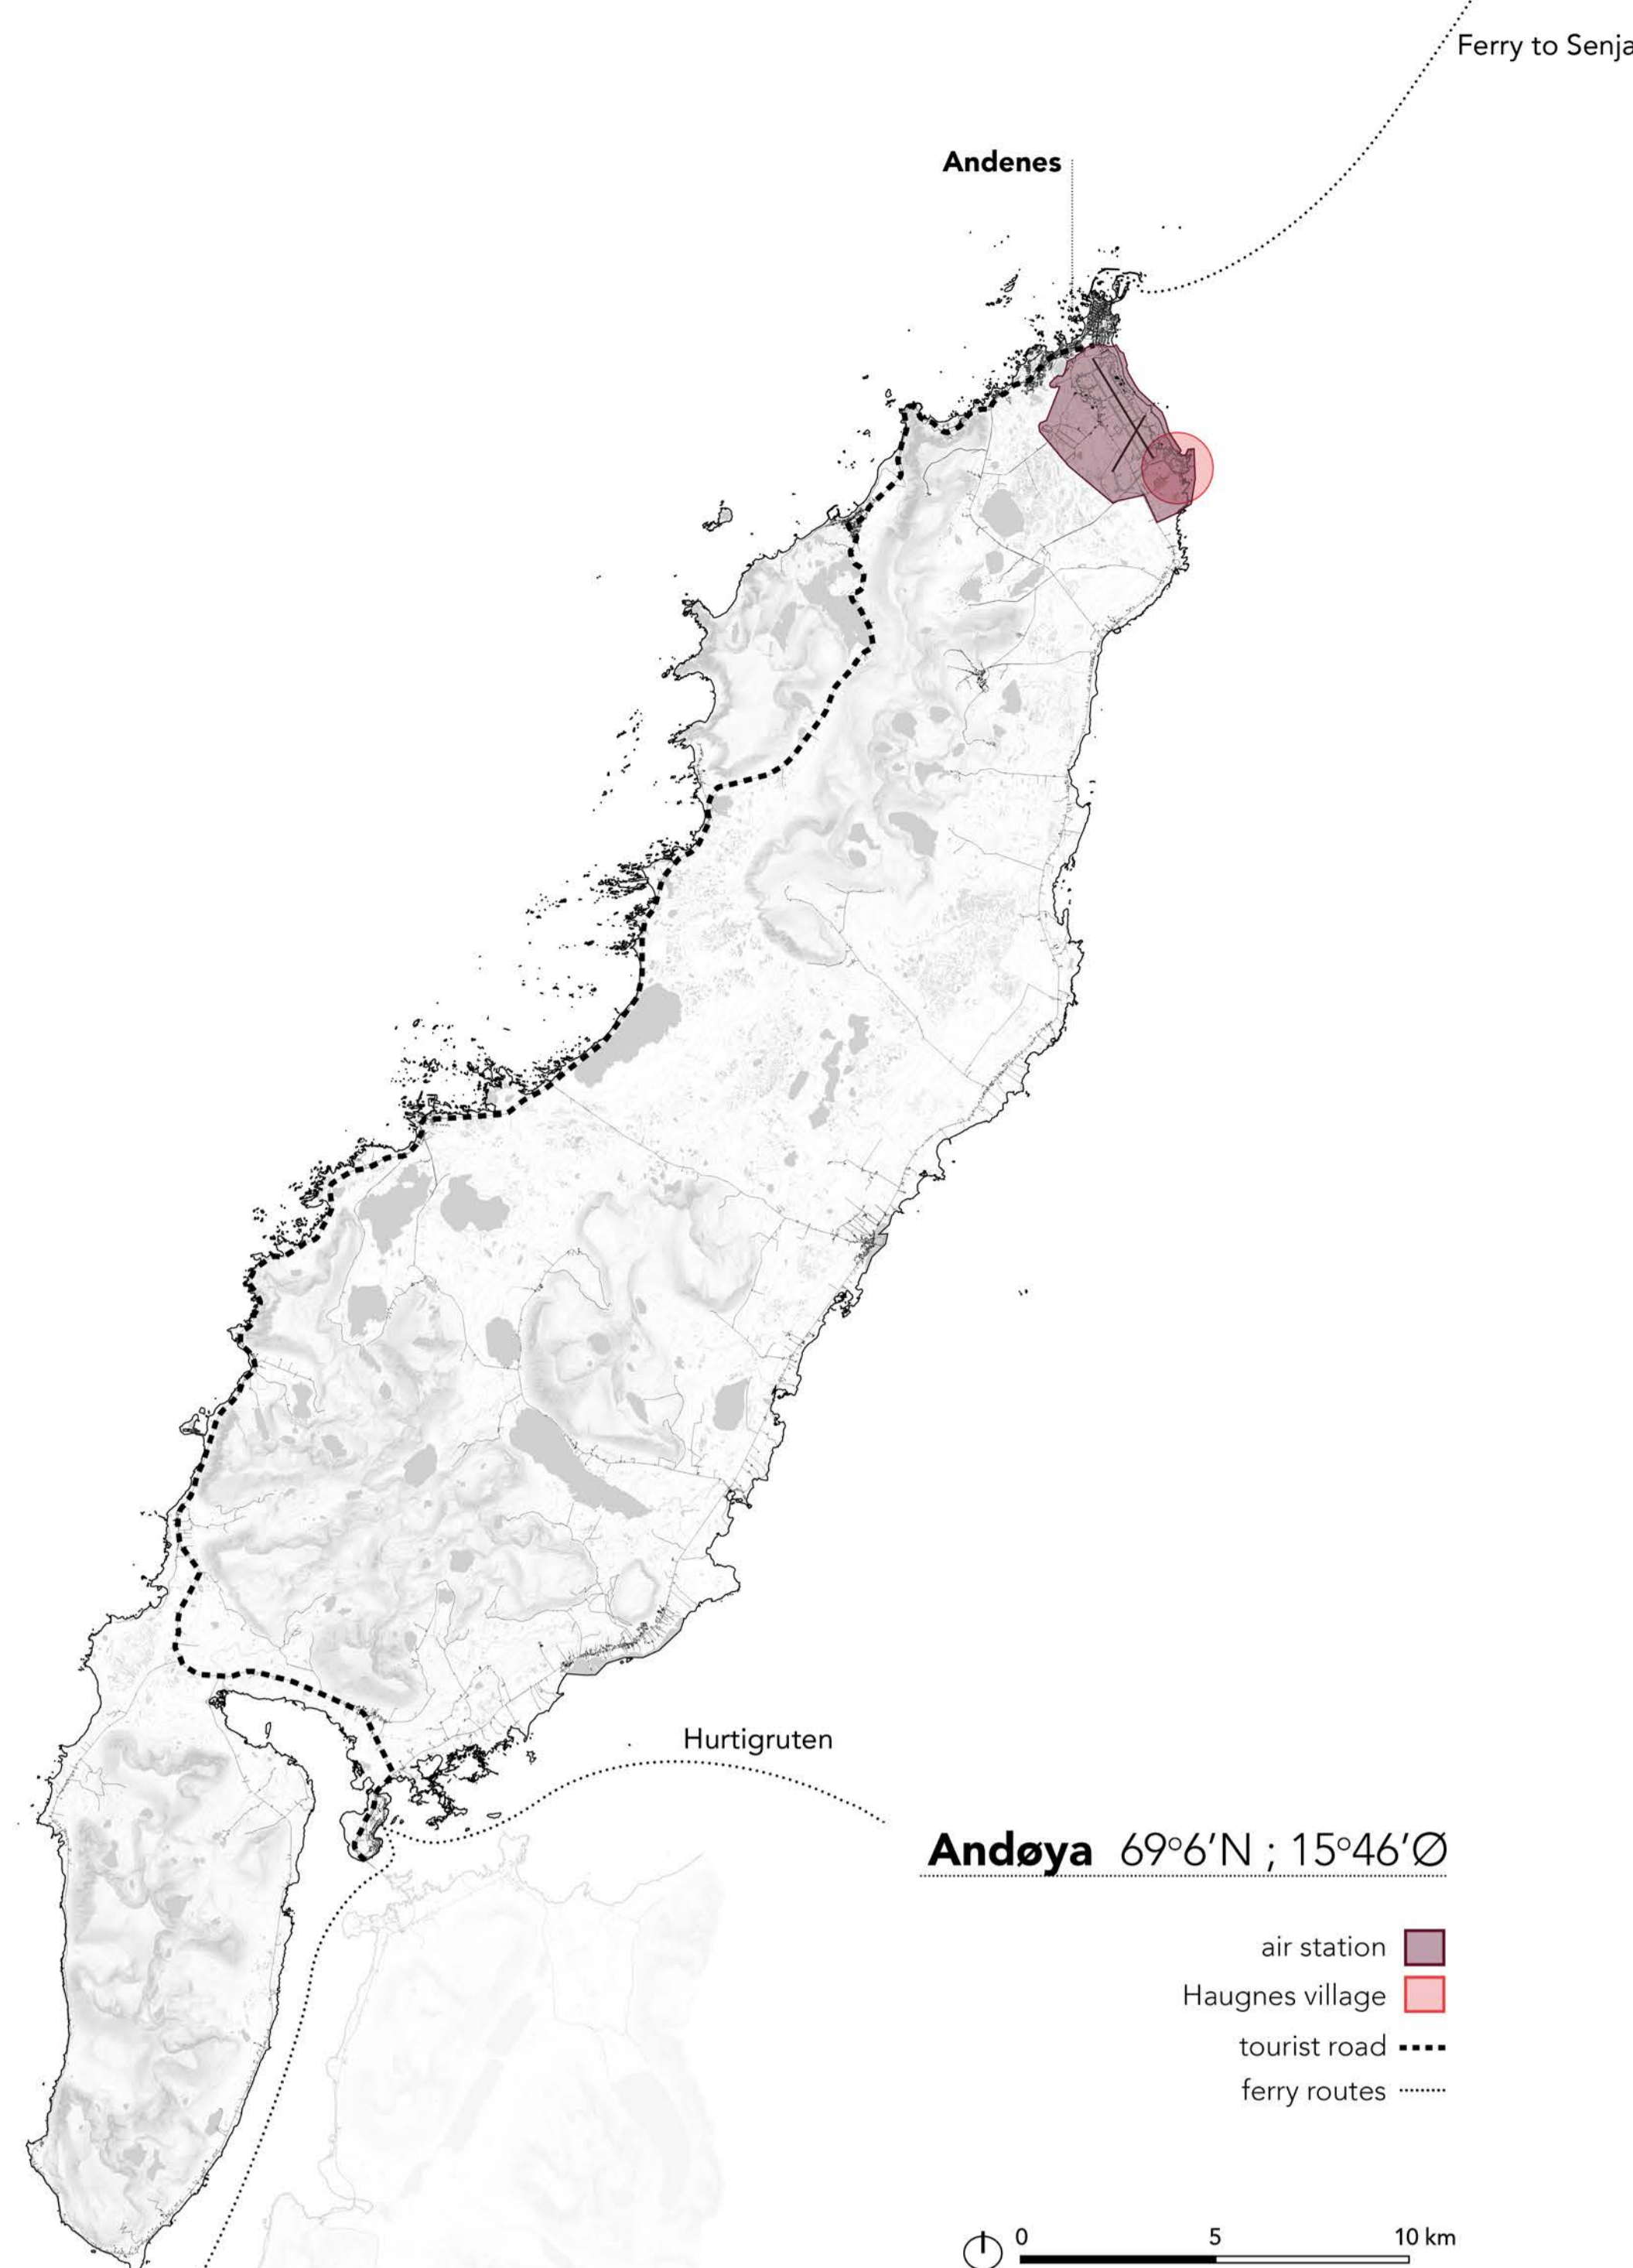 Ferry to Senja
Andenes
Hurtigruten
Andøya 69°6'N ; 15°46'Ø
air station
Haugnes village
tourist road
ferry routes
0 5 10 km